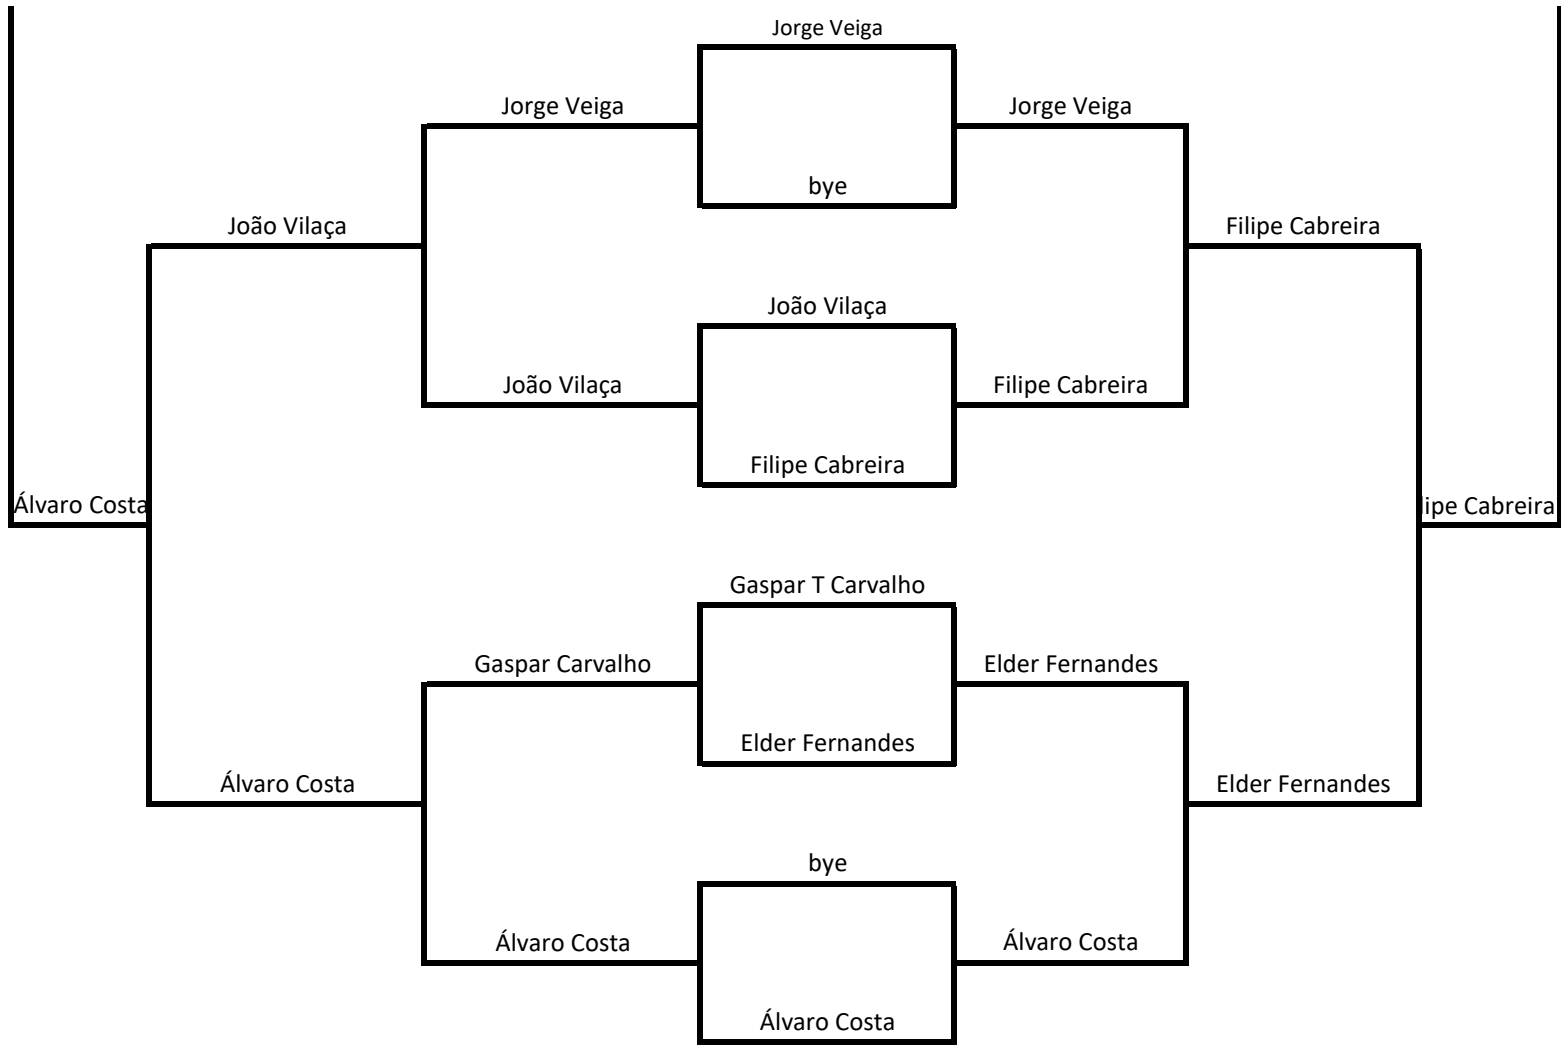 Jorge Veiga
Jorge Veiga
Jorge Veiga
bye
João Vilaça
Filipe Cabreira
João Vilaça
João Vilaça
Filipe Cabreira
Filipe Cabreira
Álvaro Costa
ipe Cabreira
Gaspar T Carvalho
Gaspar Carvalho
Elder Fernandes
Elder Fernandes
Álvaro Costa
Elder Fernandes
bye
Álvaro Costa
Álvaro Costa
Álvaro Costa